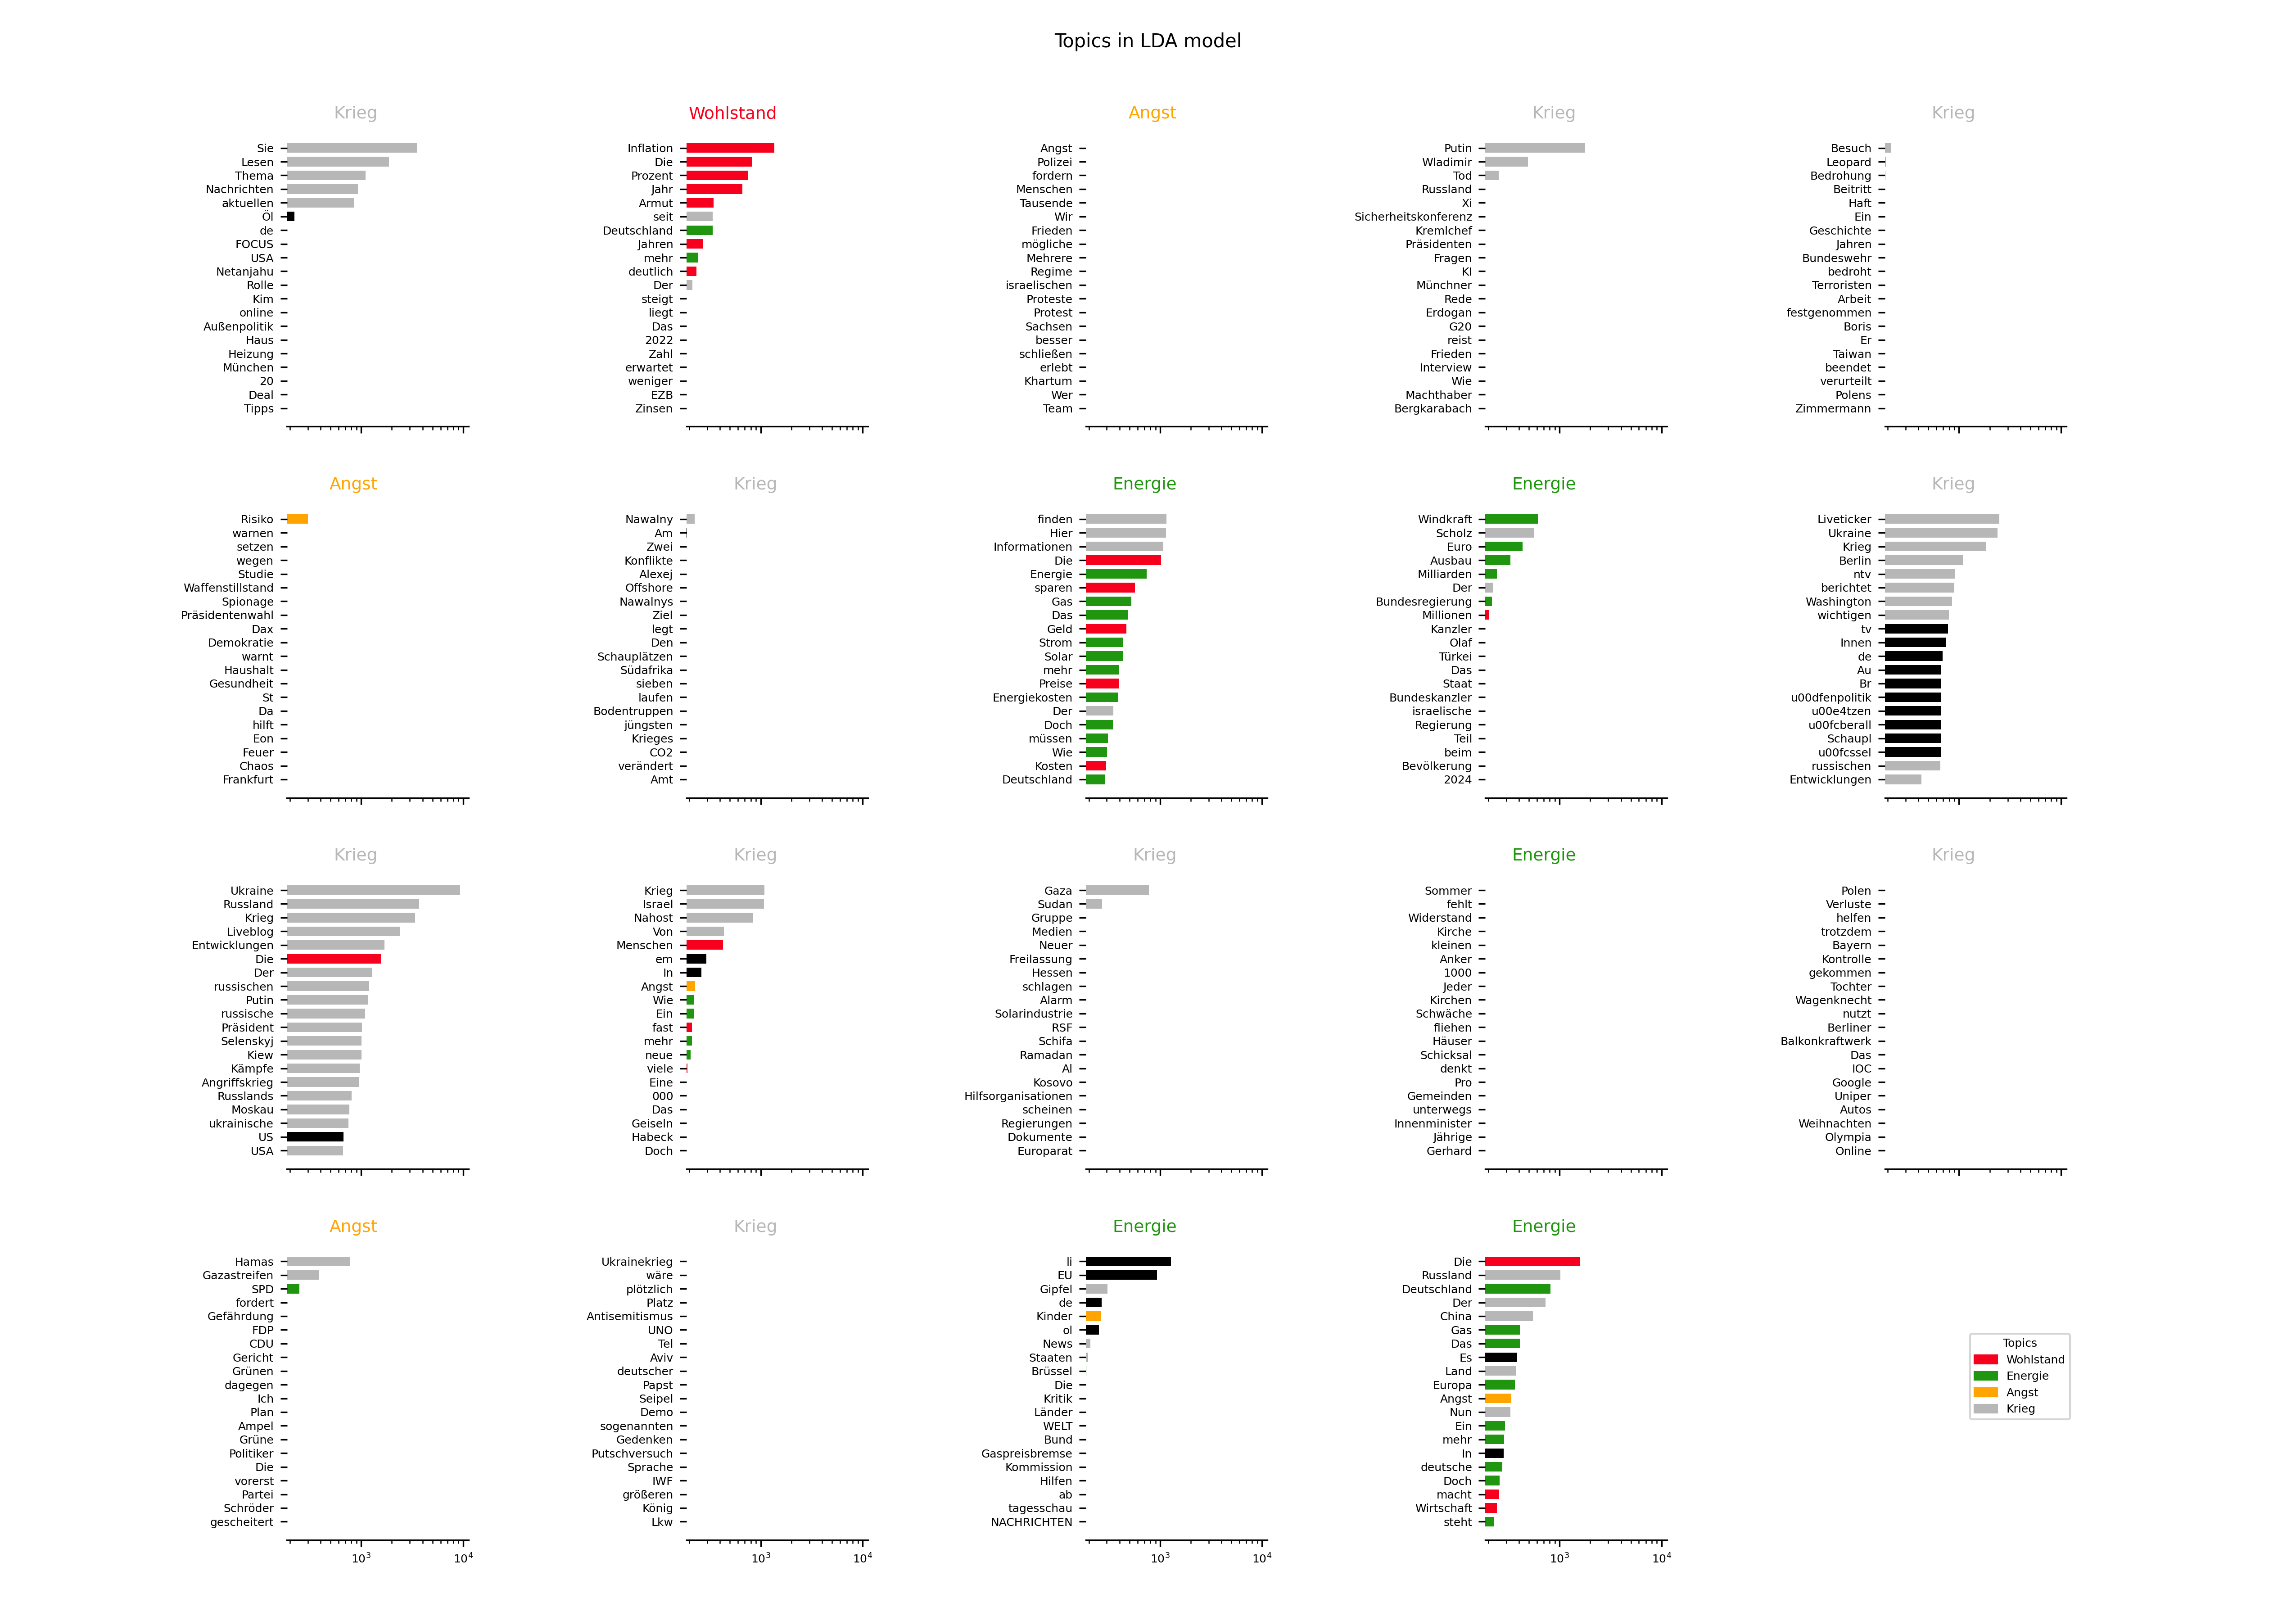 Topics in LDA model
Krieg
Sie
Lesen
Thema
Nachrichten
aktuellen
Öl
de
FOCUS
USA
Netanjahu
Rolle
Kim
online
Außenpolitik
Haus
Heizung
München
20
Deal
Tipps
Wohlstand
Inflation
Die
Prozent
Jahr
Armut
seit
Deutschland
Jahren
mehr
deutlich
Der
steigt
liegt
Das
2022
Zahl
erwartet
weniger
EZB
Zinsen
Angst
Angst
Polizei
fordern
Menschen
Tausende
Wir
Frieden
mögliche
Mehrere
Regime
israelischen
Proteste
Protest
Sachsen
besser
schließen
erlebt
Khartum
Wer
Team
Krieg
Putin
Wladimir
Tod
Russland
Xi
Sicherheitskonferenz
Kremlchef
Präsidenten
Fragen
KI
Münchner
Rede
Erdogan
G20
reist
Frieden
Interview
Wie
Machthaber
Bergkarabach
Krieg
Besuch
Leopard
Bedrohung
Beitritt
Haft
Ein
Geschichte
Jahren
Bundeswehr
bedroht
Terroristen
Arbeit
festgenommen
Boris
Er
Taiwan
beendet
verurteilt
Polens
Zimmermann
Angst
Risiko
warnen
setzen
wegen
Studie
Waffenstillstand
Spionage
Präsidentenwahl
Dax
Demokratie
warnt
Haushalt
Gesundheit
St
Da
hilft
Eon
Feuer
Chaos
Frankfurt
Krieg
Nawalny
Am
Zwei
Konflikte
Alexej
Offshore
Nawalnys
Ziel
legt
Den
Schauplätzen
Südafrika
sieben
laufen
Bodentruppen
jüngsten
Krieges
CO2
verändert
Amt
Energie
finden
Hier
Informationen
Die
Energie
sparen
Gas
Das
Geld
Strom
Solar
mehr
Preise
Energiekosten
Der
Doch
müssen
Wie
Kosten
Deutschland
Energie
Windkraft
Scholz
Euro
Ausbau
Milliarden
Der
Bundesregierung
Millionen
Kanzler
Olaf
Türkei
Das
Staat
Bundeskanzler
israelische
Regierung
Teil
beim
Bevölkerung
2024
Krieg
Liveticker
Ukraine
Krieg
Berlin
ntv
berichtet
Washington
wichtigen
tv
Innen
de
Au
Br
u00dfenpolitik
u00e4tzen
u00fcberall
Schaupl
u00fcssel
russischen
Entwicklungen
Krieg
Ukraine
Russland
Krieg
Liveblog
Entwicklungen
Die
Der
russischen
Putin
russische
Präsident
Selenskyj
Kiew
Kämpfe
Angriffskrieg
Russlands
Moskau
ukrainische
US
USA
Krieg
Krieg
Israel
Nahost
Von
Menschen
em
In
Angst
Wie
Ein
fast
mehr
neue
viele
Eine
000
Das
Geiseln
Habeck
Doch
Krieg
Gaza
Sudan
Gruppe
Medien
Neuer
Freilassung
Hessen
schlagen
Alarm
Solarindustrie
RSF
Schifa
Ramadan
Al
Kosovo
Hilfsorganisationen
scheinen
Regierungen
Dokumente
Europarat
Energie
Sommer
fehlt
Widerstand
Kirche
kleinen
Anker
1000
Jeder
Kirchen
Schwäche
fliehen
Häuser
Schicksal
denkt
Pro
Gemeinden
unterwegs
Innenminister
Jährige
Gerhard
Krieg
Polen
Verluste
helfen
trotzdem
Bayern
Kontrolle
gekommen
Tochter
Wagenknecht
nutzt
Berliner
Balkonkraftwerk
Das
IOC
Google
Uniper
Autos
Weihnachten
Olympia
Online
Angst
Hamas
Gazastreifen
SPD
fordert
Gefährdung
FDP
CDU
Gericht
Grünen
dagegen
Ich
Plan
Ampel
Grüne
Politiker
Die
vorerst
Partei
Schröder
gescheitert
10³ 10⁴
Krieg
Ukrainekrieg
wäre
plötzlich
Platz
Antisemitismus
UNO
Tel
Aviv
deutscher
Papst
Seipel
Demo
sogenannten
Gedenken
Putschversuch
Sprache
IWF
größeren
König
Lkw
10³ 10⁴
Energie
li
EU
Gipfel
de
Kinder
ol
News
Staaten
Brüssel
Die
Kritik
Länder
WELT
Bund
Gaspreisbremse
Kommission
Hilfen
ab
tagesschau
NACHRICHTEN
10³ 10⁴
Energie
Die
Russland
Deutschland
Der
China
Gas
Das
Es
Land
Europa
Angst
Nun
Ein
mehr
In
deutsche
Doch
macht
Wirtschaft
steht
10³ 10⁴
Topics
Wohlstand
Energie
Angst
Krieg